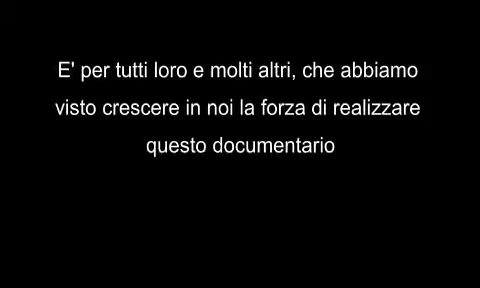 E' per tutti loro e molti altri, che abbiamo
visto crescere in noi la forza di realizzare
questo documentario